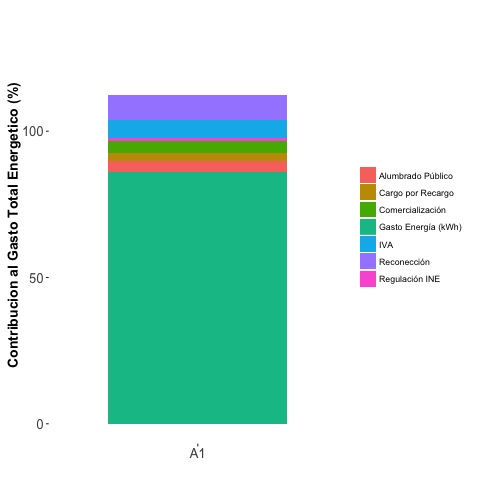 Contribucion al Gasto Total Energetico (%)
100
50
0
A1
Alumbrado Público
Cargo por Recargo
Comercialización
Gasto Energía (kWh)
IVA
Reconección
Regulación INE